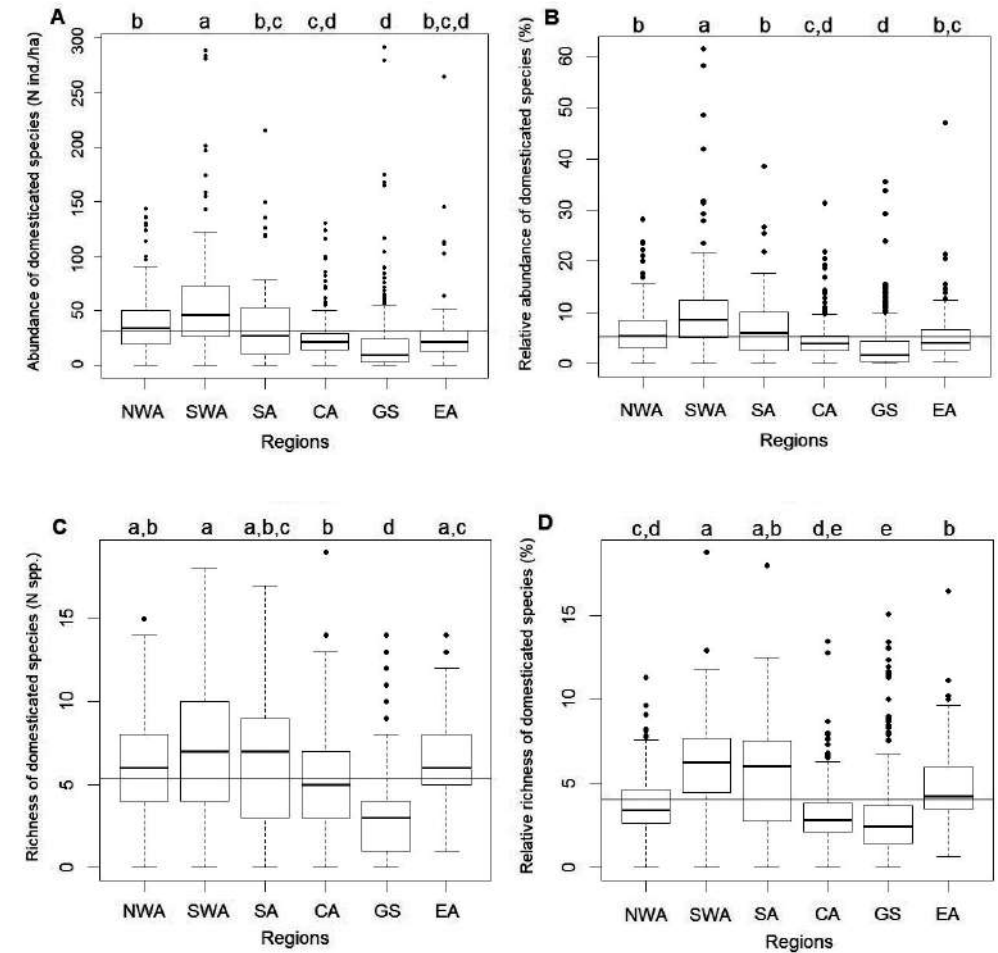 A
b a b,c c,d d b,c,d
Abundance of domesticated species (N ind./ha)
300
250
200
150
100
50
0
NWA SWA SA CA GS EA
Regions
B
b a b c,d d b,c
Relative abundance of domesticated species (%)
60
50
40
30
20
10
0
NWA SWA SA CA GS EA
Regions
C
a,b a a,b,c b d a,c
Richness of domesticated species (N spp.)
15
10
5
0
NWA SWA SA CA GS EA
Regions
D
c,d a a,b d,e e b
Relative richness of domesticated species (%)
15
10
5
0
NWA SWA SA CA GS EA
Regions